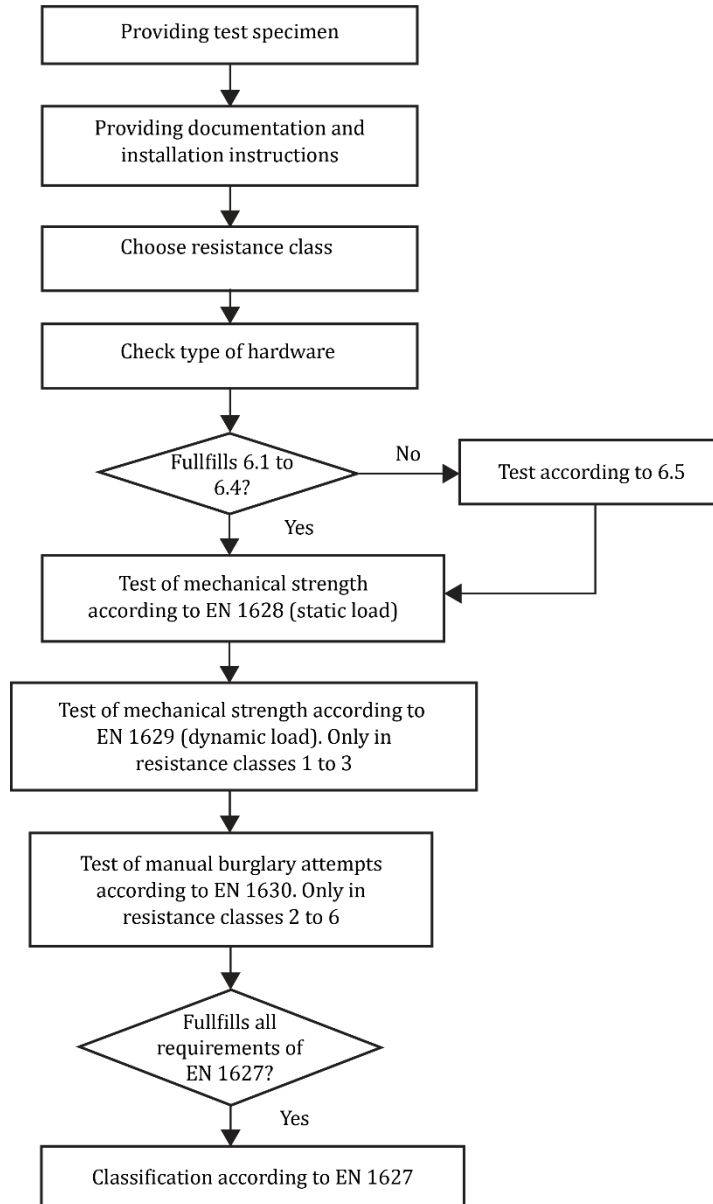 Providing test specimen
Providing documentation and
installation instructions
Choose resistance class
Check type of hardware
Fullfills 6.1 to
6.4?
No
Test according to 6.5
Yes
Test of mechanical strength
according to EN 1628 (static load)
Test of mechanical strength according to
EN 1629 (dynamic load). Only in
resistance classes 1 to 3
Test of manual burglary attempts
according to EN 1630. Only in
resistance classes 2 to 6
Fullfills all
requirements of
EN 1627?
Yes
Classification according to EN 1627